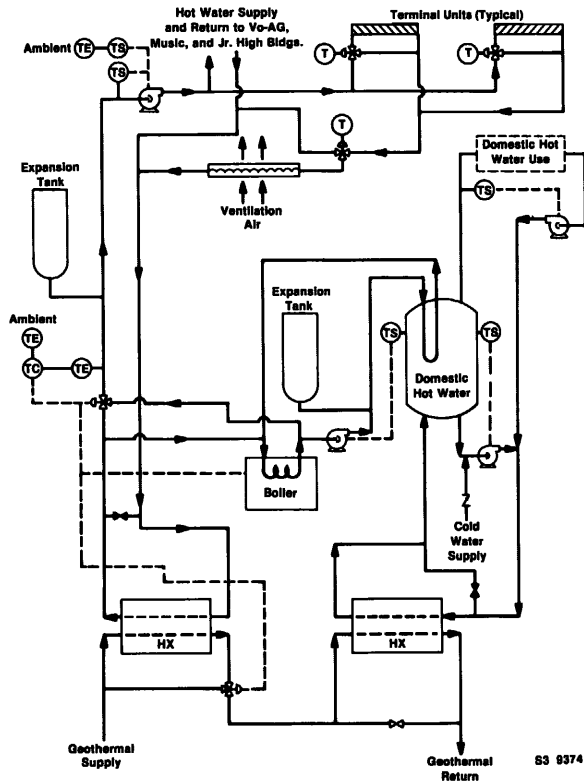 Hot Water Supply
and Return to Vo-AG,
Music, and Jr. High Bldgs.
Terminal Units (Typical)
Ambient
TE
TS
TS
T
T
T
Domestic Hot
Water Use
TS
Expansion
Tank
Ventilation
Air
Expansion
Tank
Ambient
TE
TC
TE
TS
TS
Domestic
Hot Water
Boiler
Cold
Water
Supply
HX
HX
Geothermal
Supply
Geothermal
Return
S3 9374